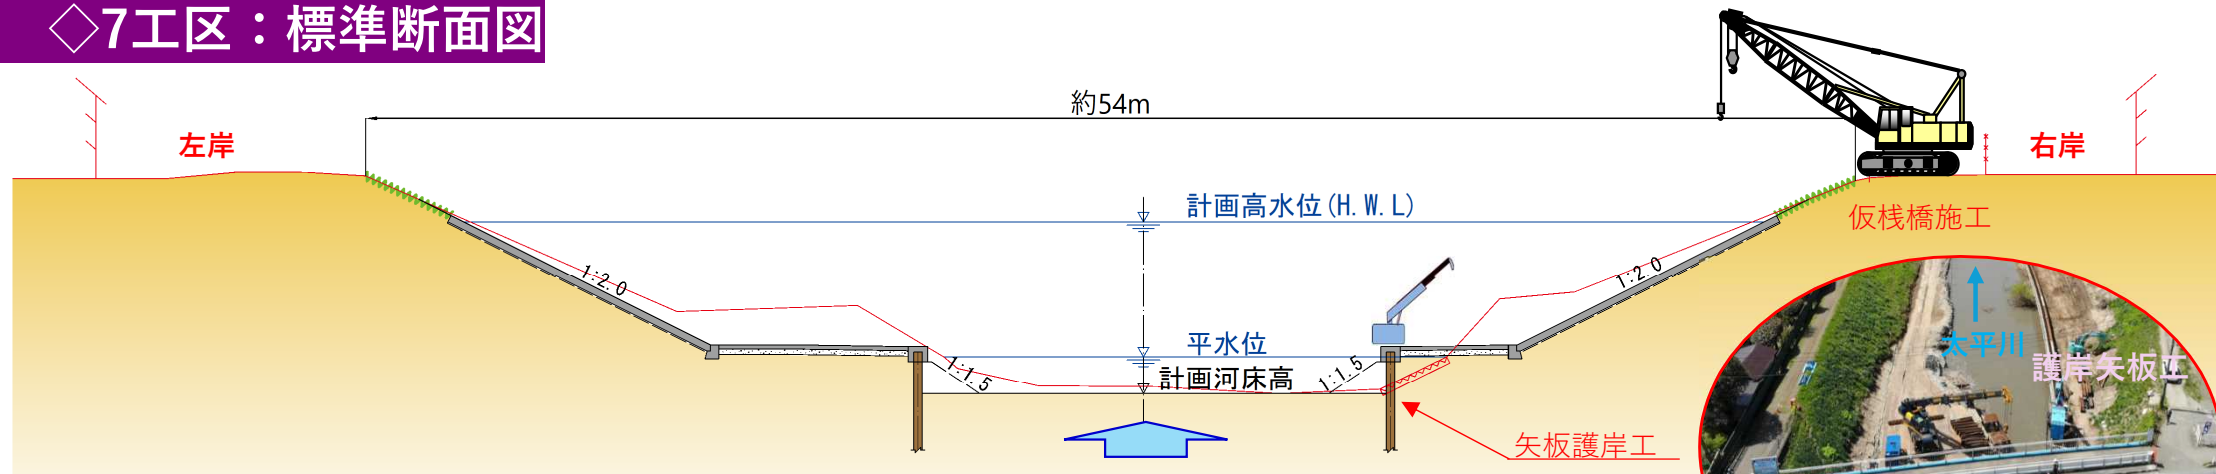 ◇7工区：標準断面図
約54m
左岸
右岸
計画高水位(H.W.L)
仮桟橋施工
1:2.0
1:2.0
太平川
平水位
護岸矢板工
1:1.5
計画河床高
1:1.5
矢板護岸工